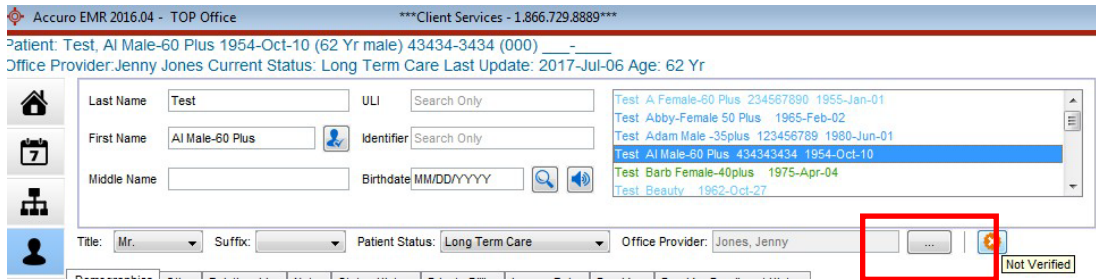 Accuro EMR 2016.04 - TOP Office ***Client Services - 1.866.729.8889***
Patient: Test, Al Male-60 Plus 1954-Oct-10 (62 Yr male) 43434-3434 (000) ___-____
Office Provider:Jenny Jones Current Status: Long Term Care Last Update: 2017-Jul-06 Age: 62 Yr
Last Name Test ULI Search Only
First Name Al Male-60 Plus Identifier Search Only
Middle Name Birthdate MM/DD/YYYY
Test A Female-60 Plus 234567890 1955-Jan-01
Test Abby-Female 50 Plus 1965-Feb-02
Test Adam Male -35plus 123456789 1980-Jun-01
Test Al Male-60 Plus 434343434 1954-Oct-10
Test Barb Female-40plus 1975-Apr-04
Test Beauty 1962-Oct-27
7
Title: Mr. Suffix: Patient Status: Long Term Care Office Provider: Jones, Jenny ...
Not Verified